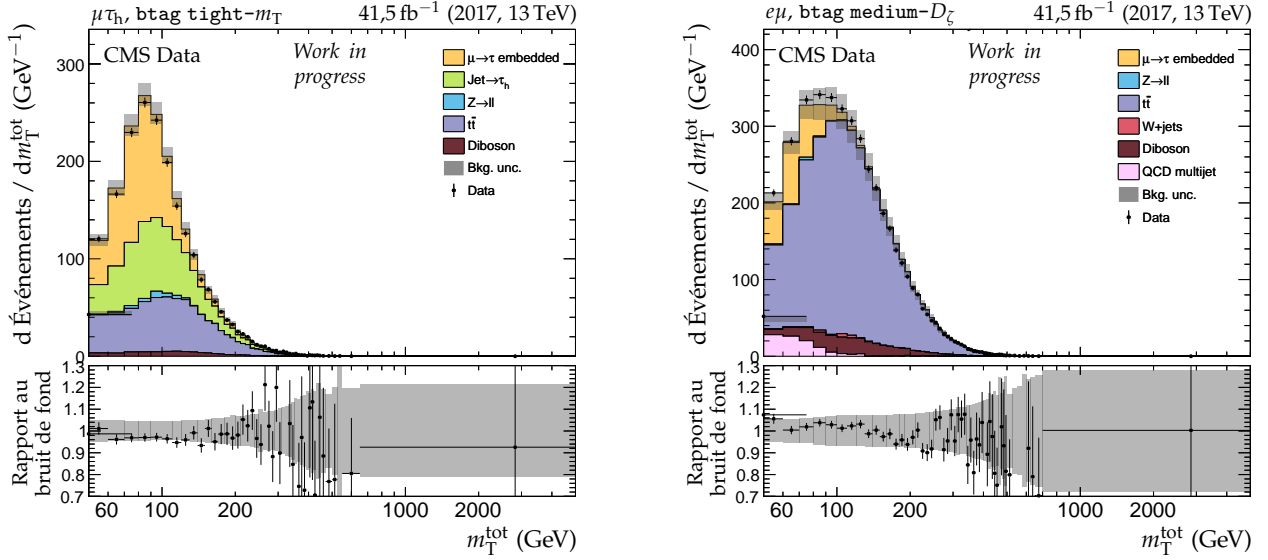 μτh, btag tight-mT 41,5 fb−1 (2017, 13 TeV)
d Événements / dmTtot (GeV−1)
300
200
100
0
CMS Data
Work in
progress
μ→τ embedded
Jet→τh
Z→ll
tt̄
Diboson
Bkg. unc.
Data
Rapport au
bruit de fond
1.3
1.2
1.1
1
0.9
0.8
0.7
60 100 200 1000 2000
mTtot (GeV)
eμ, btag medium-Dζ 41,5 fb−1 (2017, 13 TeV)
d Événements / dmTtot (GeV−1)
400
300
200
100
0
CMS Data
Work in
progress
μ→τ embedded
Z→ll
tt̄
W+jets
Diboson
QCD multijet
Bkg. unc.
Data
Rapport au
bruit de fond
1.3
1.2
1.1
1
0.9
0.8
0.7
60 100 200 1000 2000
mTtot (GeV)